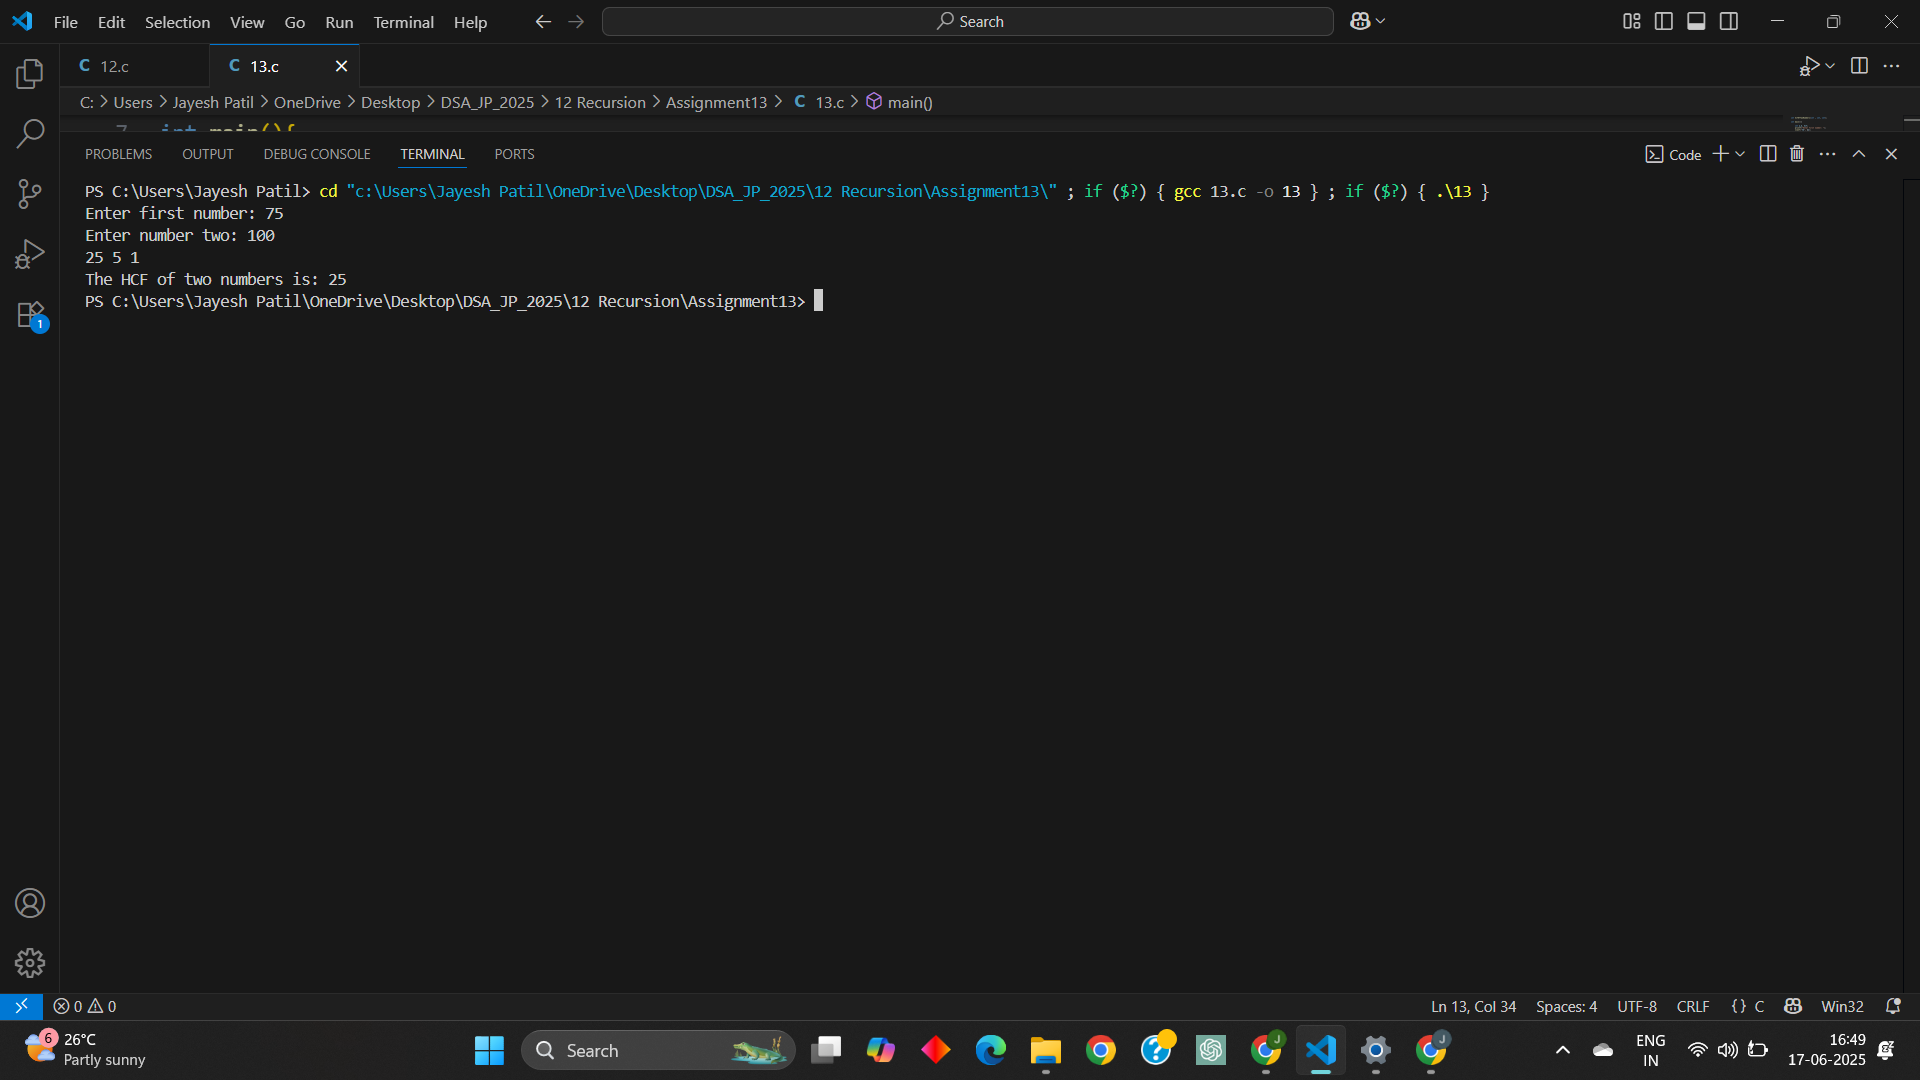 File Edit Selection View Go Run Terminal Help
Search
C 12.c
C 13.c
C: > Users > Jayesh Patil > OneDrive > Desktop > DSA_JP_2025 > 12 Recursion > Assignment13 > C 13.c > main()
7 int main(){
PROBLEMS OUTPUT DEBUG CONSOLE TERMINAL PORTS
Code
PS C:\Users\Jayesh Patil> cd "c:\Users\Jayesh Patil\OneDrive\Desktop\DSA_JP_2025\12 Recursion\Assignment13\" ; if ($?) { gcc 13.c -o 13 } ; if ($?) { .\13 }
Enter first number: 75
Enter number two: 100
25 5 1
The HCF of two numbers is: 25
PS C:\Users\Jayesh Patil\OneDrive\Desktop\DSA_JP_2025\12 Recursion\Assignment13>
1
0 0
Ln 13, Col 34 Spaces: 4 UTF-8 CRLF {} C Win32
6
26°C
Partly sunny
Search
J
J
ENG
IN
16:49
17-06-2025